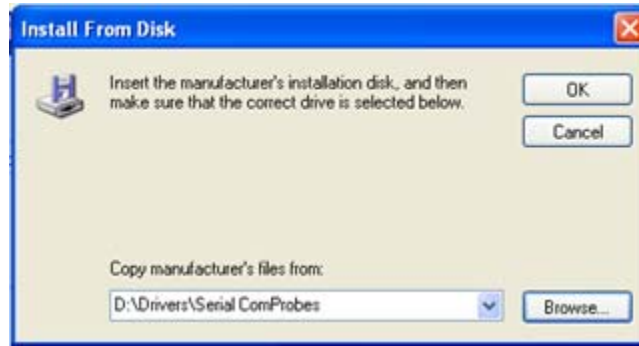 Install From Disk
Insert the manufacturer's installation disk, and then
make sure that the correct drive is selected below.
OK
Cancel
Copy manufacturer's files from:
D:\Drivers\Serial ComProbes
Browse...